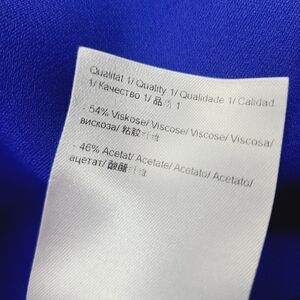 Qualität 1/ Quality 1/ Qualidade 1/ Calidad
1/ Качество 1/ 品质 1
- 54% Viskose/ Viscose/ Viscose/ Viscosa/
вискоза/ 粘胶纤维
- 46% Acetat/ Acetate/ Acetato/ Acetato/
ацетат/ 醋酯纤维